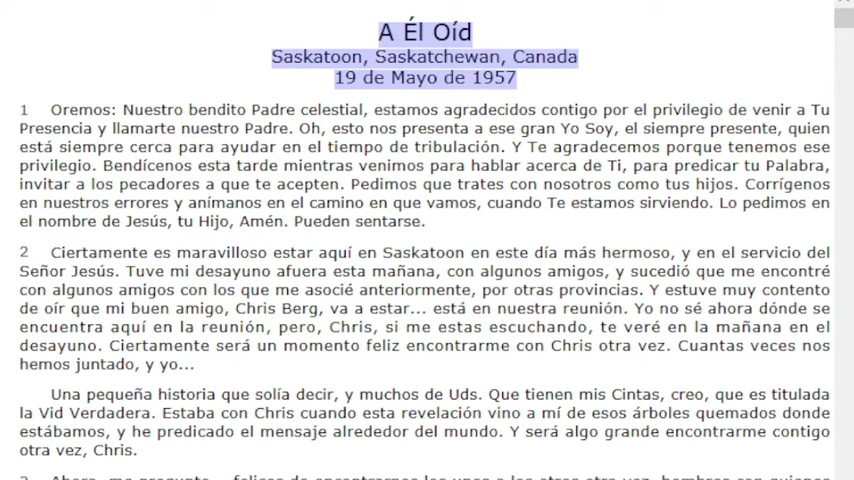 A Él Oíd
Saskatoon, Saskatchewan, Canada
19 de Mayo de 1957
1 Oremos: Nuestro bendito Padre celestial, estamos agradecidos contigo por el privilegio de venir a Tu
Presencia y llamarte nuestro Padre. Oh, esto nos presenta a ese gran Yo Soy, el siempre presente, quien
está siempre cerca para ayudar en el tiempo de tribulación. Y Te agradecemos porque tenemos ese
privilegio. Bendícenos esta tarde mientras venimos para hablar acerca de Ti, para predicar tu Palabra,
invitar a los pecadores a que te acepten. Pedimos que trates con nosotros como tus hijos. Corrígenos
en nuestros errores y anímanos en el camino en que vamos, cuando Te estamos sirviendo. Lo pedimos en
el nombre de Jesús, tu Hijo, Amén. Pueden sentarse.
2 Ciertamente es maravilloso estar aquí en Saskatoon en este día más hermoso, y en el servicio del
Señor Jesús. Tuve mi desayuno afuera esta mañana, con algunos amigos, y sucedió que me encontré
con algunos amigos con los que me asocié anteriormente, por otras provincias. Y estuve muy contento
de oír que mi buen amigo, Chris Berg, va a estar... está en nuestra reunión. Yo no sé ahora dónde se
encuentra aquí en la reunión, pero, Chris, si me estas escuchando, te veré en la mañana en el
desayuno. Ciertamente será un momento feliz encontrarme con Chris otra vez. Cuantas veces nos
hemos juntado, y yo...
Una pequeña historia que solía decir, y muchos de Uds. Que tienen mis Cintas, creo, que es titulada
la Vid Verdadera. Estaba con Chris cuando esta revelación vino a mí de esos árboles quemados donde
estábamos, y he predicado el mensaje alrededor del mundo. Y será algo grande encontrarme contigo
otra vez, Chris.